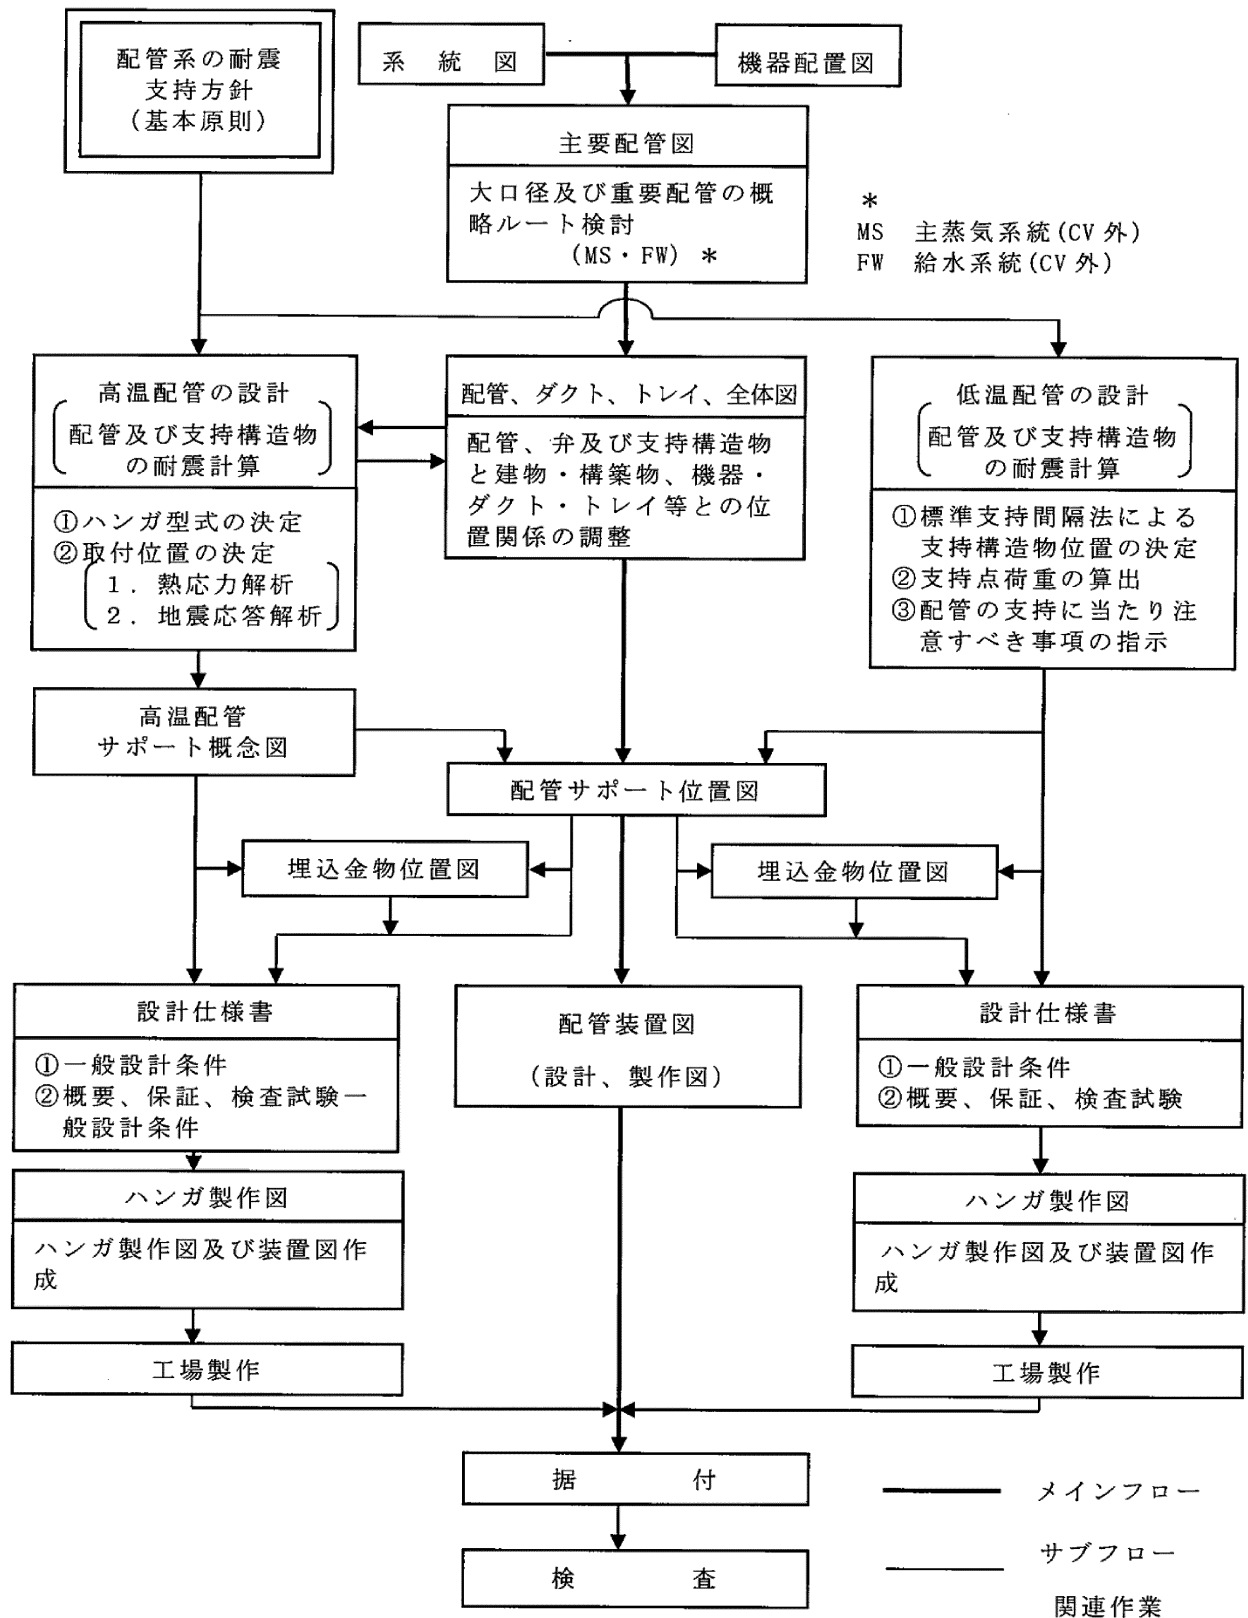 配管系の耐震
支持方針
(基本原則)
系統図
機器配置図
主要配管図
大口径及び重要配管の概
略ルート検討
(MS・FW) *
*
MS 主蒸気系統(CV外)
FW 給水系統(CV外)
高温配管の設計
配管及び支持構造物
の耐震計算
①ハンガ型式の決定
②取付位置の決定
1. 熱応力解析
2. 地震応答解析
配管、ダクト、トレイ、全体図
配管、弁及び支持構造物
と建物・構築物、機器・
ダクト・トレイ等との位
置関係の調整
低温配管の設計
配管及び支持構造物
の耐震計算
①標準支持間隔法による
支持構造物位置の決定
②支持点荷重の算出
③配管の支持に当たり注
意すべき事項の指示
高温配管
サポート概念図
配管サポート位置図
埋込金物位置図
埋込金物位置図
設計仕様書
①一般設計条件
②概要、保証、検査試験一
般設計条件
配管装置図
(設計、製作図)
設計仕様書
①一般設計条件
②概要、保証、検査試験
ハンガ製作図
ハンガ製作図及び装置図作
成
ハンガ製作図
ハンガ製作図及び装置図作
成
工場製作
工場製作
据付
検査
メインフロー
サブフロー
関連作業